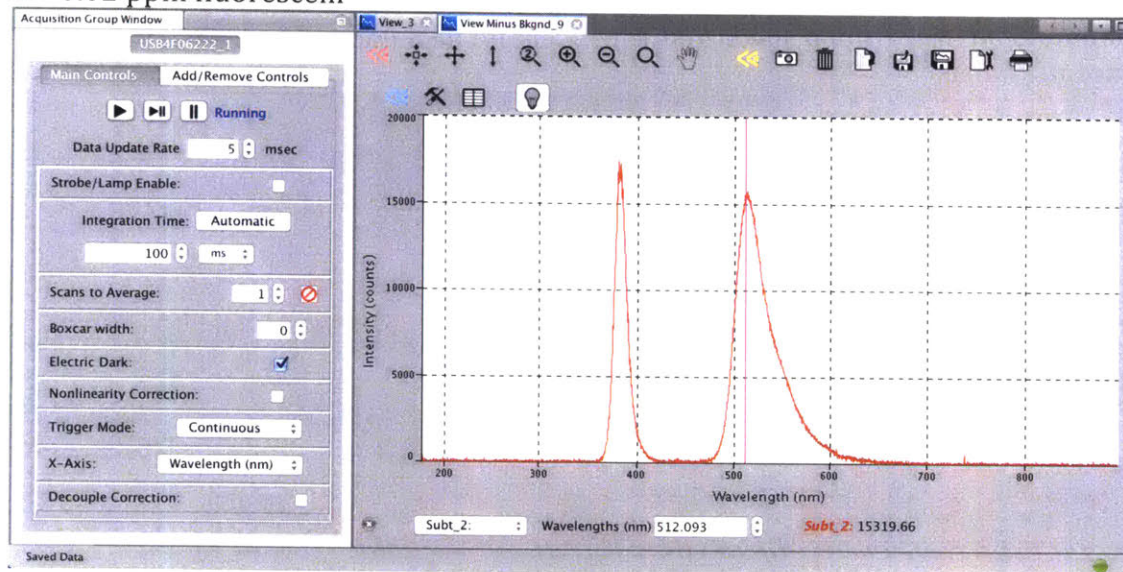 Acquisition Group Window
USB4F06222_1
Main Controls Add/Remove Controls
Running
Data Update Rate 5 msec
Strobe/Lamp Enable:
Integration Time: Automatic
100 ms
Scans to Average: 1
Boxcar width: 0
Electric Dark:
Nonlinearity Correction:
Trigger Mode: Continuous
X-Axis: Wavelength (nm)
Decouple Correction:
Saved Data
View_3 View Minus Bkgnd_9
20000
15000
10000
5000
0
Intensity (counts)
200 300 400 500 600 700 800
Wavelength (nm)
Subt_2: Wavelengths (nm) 512.093 Subt_2: 15319.66